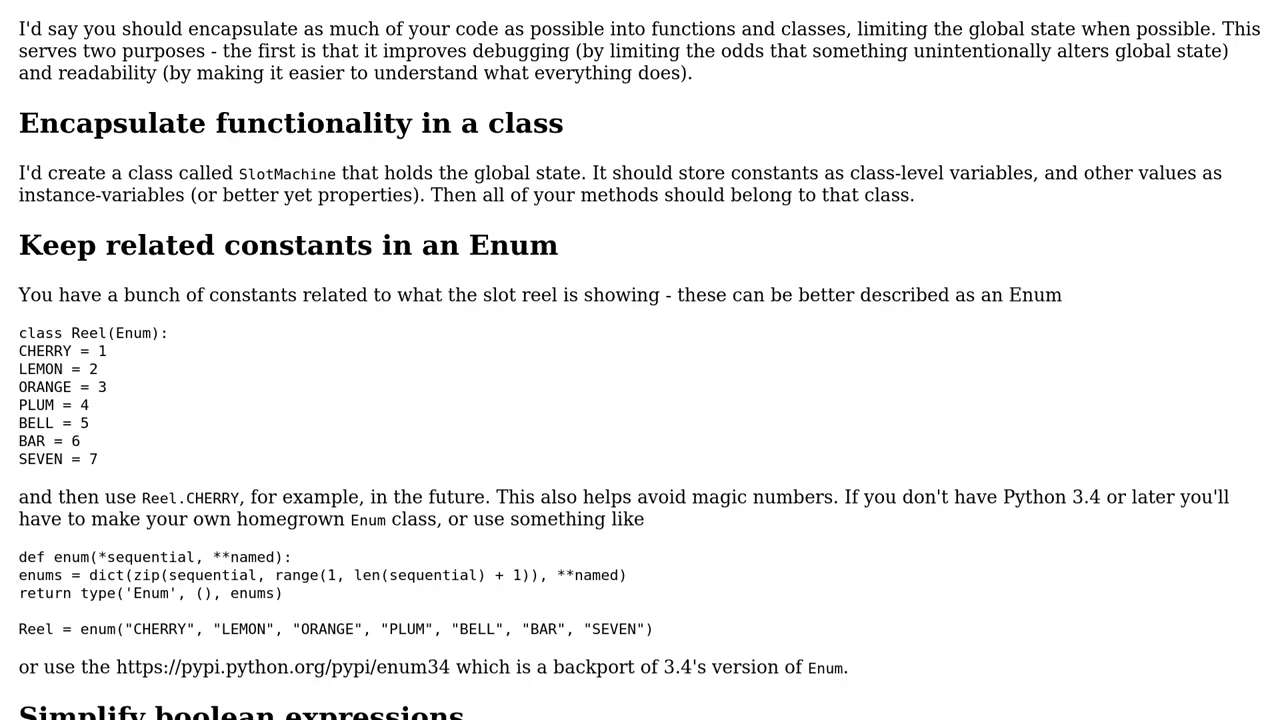 I'd say you should encapsulate as much of your code as possible into functions and classes, limiting the global state when possible. This
serves two purposes - the first is that it improves debugging (by limiting the odds that something unintentionally alters global state)
and readability (by making it easier to understand what everything does).
Encapsulate functionality in a class
I'd create a class called SlotMachine that holds the global state. It should store constants as class-level variables, and other values as
instance-variables (or better yet properties). Then all of your methods should belong to that class.
Keep related constants in an Enum
You have a bunch of constants related to what the slot reel is showing - these can be better described as an Enum
class Reel(Enum):
CHERRY = 1
LEMON = 2
ORANGE = 3
PLUM = 4
BELL = 5
BAR = 6
SEVEN = 7
and then use Reel.CHERRY, for example, in the future. This also helps avoid magic numbers. If you don't have Python 3.4 or later you'll
have to make your own homegrown Enum class, or use something like
def enum(*sequential, **named):
enums = dict(zip(sequential, range(1, len(sequential) + 1)), **named)
return type('Enum', (), enums)
Reel = enum("CHERRY", "LEMON", "ORANGE", "PLUM", "BELL", "BAR", "SEVEN")
or use the https://pypi.python.org/pypi/enum34 which is a backport of 3.4's version of Enum.
Simplify boolean expressions